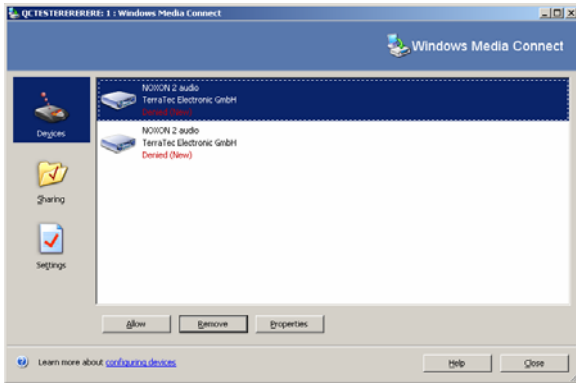 QCTESTERERERERE: 1 : Windows Media Connect
Windows Media Connect
Devices
Sharing
Settings
NOXON 2 audio
TerraTec Electronic GmbH
Denied (New)
NOXON 2 audio
TerraTec Electronic GmbH
Denied (New)
Allow Remove Properties
Learn more about configuring devices Help Close